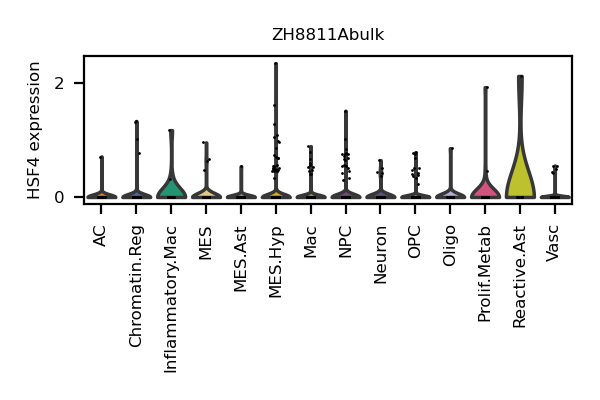 ZH8811Abulk
HSF4 expression
2
0
AC
Chromatin.Reg
Inflammatory.Mac
MES
MES.Ast
MES.Hyp
Mac
NPC
Neuron
OPC
Oligo
Prolif.Metab
Reactive.Ast
Vasc